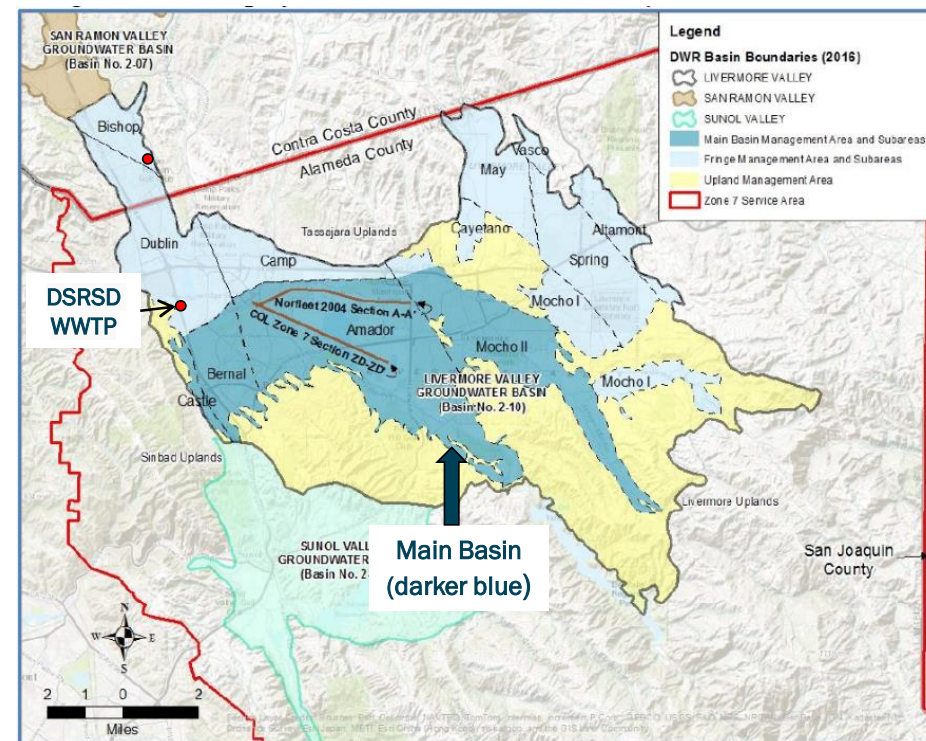 SAN RAMON VALLEY
GROUNDWATER BASIN
(Basin No. 2-07)
Legend
DWR Basin Boundaries (2016)
LIVERMORE VALLEY
SAN RAMON VALLEY
SUNOL VALLEY
Main Basin Management Area and Subareas
Fringe Management Area and Subareas
Upland Management Area
Zone 7 Service Area
Bishop
Contra Costa County
Alameda County
May
Vasco
Dublin
Tassajara Uplands
Cayetano
Altamont
Camp
Spring
DSRSD
WWTP
Norfleet 2004 Section A-A'
Mocho I
COL Zone 7 Section ZD-ZD'
Amador
Mocho II
Bernal
LIVERMORE VALLEY
GROUNDWATER BASIN
(Basin No. 2-10)
Mocho I
Castle
Sinbad Uplands
Livermore Uplands
Main Basin
(darker blue)
SUNOL VALL
GROUNDWATER
(Basin No. 2-
San Joaquin
County
N
W
E
S
2 1 0 2
Miles